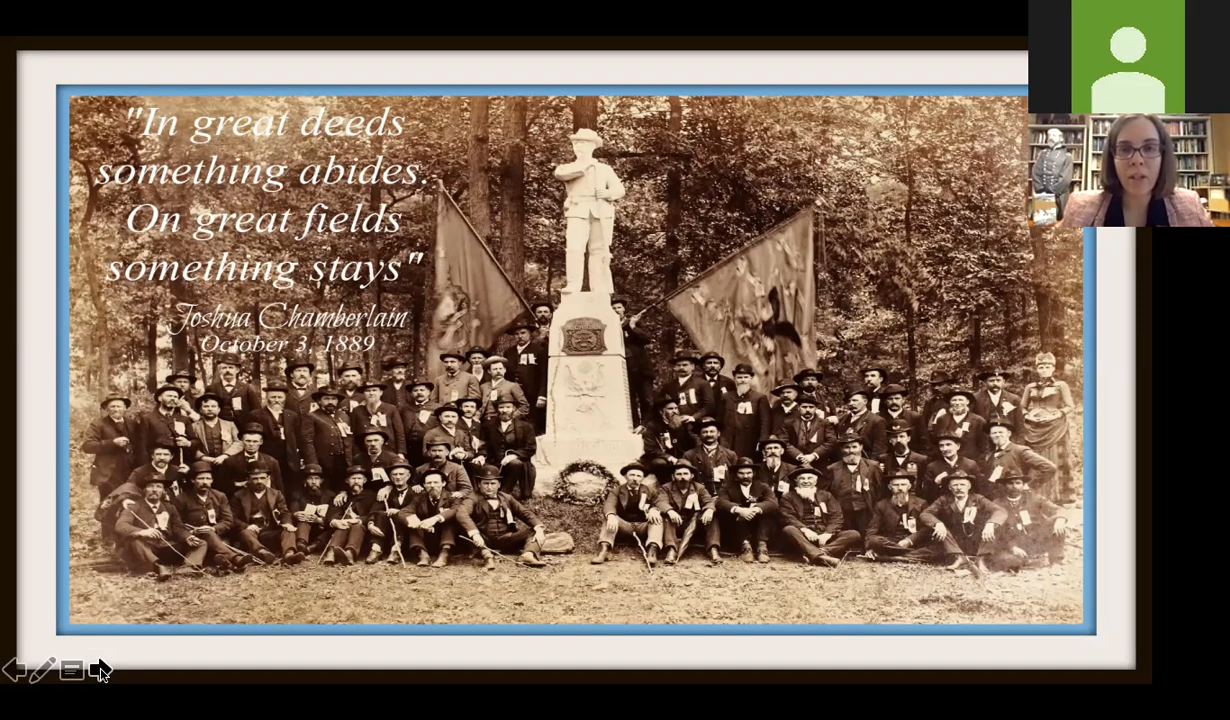 "In great deeds
something abides.
On great fields
something stays"
Joshua Chamberlain
October 3, 1889